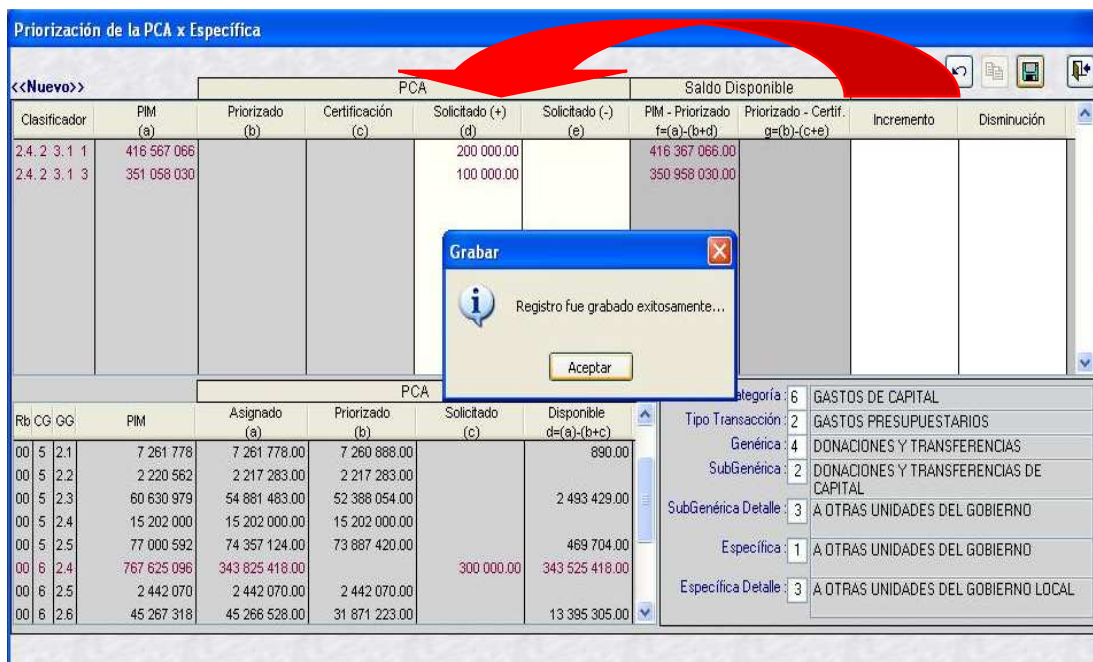 Priorización de la PCA x Específica
<<Nuevo>>
PCA
Saldo Disponible
Clasificador
PIM
(a)
Priorizado
(b)
Certificación
(c)
Solicitado (+)
(d)
Solicitado (-)
(e)
PIM - Priorizado
f=(a)-(b+d)
Priorizado - Certif.
g=(b)-(c+e)
Incremento
Disminución
2.4. 2 3.1 1 416 567 066 200 000.00 416 367 066.00
2.4. 2 3.1 3 351 058 030 100 000.00 350 958 030.00
Grabar
Registro fue grabado exitosamente...
Aceptar
PCA
Rb CG GG PIM
Asignado
(a)
Priorizado
(b)
Solicitado
(c)
Disponible
d=(a)-(b+c)
00 5 2.1 7 261 778 7 261 778.00 7 260 888.00 890.00
00 5 2.2 2 220 562 2 217 283.00 2 217 283.00
00 5 2.3 60 630 979 54 881 483.00 52 388 054.00 2 493 429.00
00 5 2.4 15 202 000 15 202 000.00 15 202 000.00
00 5 2.5 77 000 592 74 357 124.00 73 887 420.00 469 704.00
00 6 2.4 767 625 096 343 825 418.00 300 000.00 343 525 418.00
00 6 2.5 2 442 070 2 442 070.00 2 442 070.00
00 6 2.6 45 267 318 45 266 528.00 31 871 223.00 13 395 305.00
ategoría : 6 GASTOS DE CAPITAL
Tipo Transacción : 2 GASTOS PRESUPUESTARIOS
Genérica : 4 DONACIONES Y TRANSFERENCIAS
SubGenérica : 2 DONACIONES Y TRANSFERENCIAS DE
CAPITAL
SubGenérica Detalle : 3 A OTRAS UNIDADES DEL GOBIERNO
Específica : 1 A OTRAS UNIDADES DEL GOBIERNO
Específica Detalle : 3 A OTRAS UNIDADES DEL GOBIERNO LOCAL